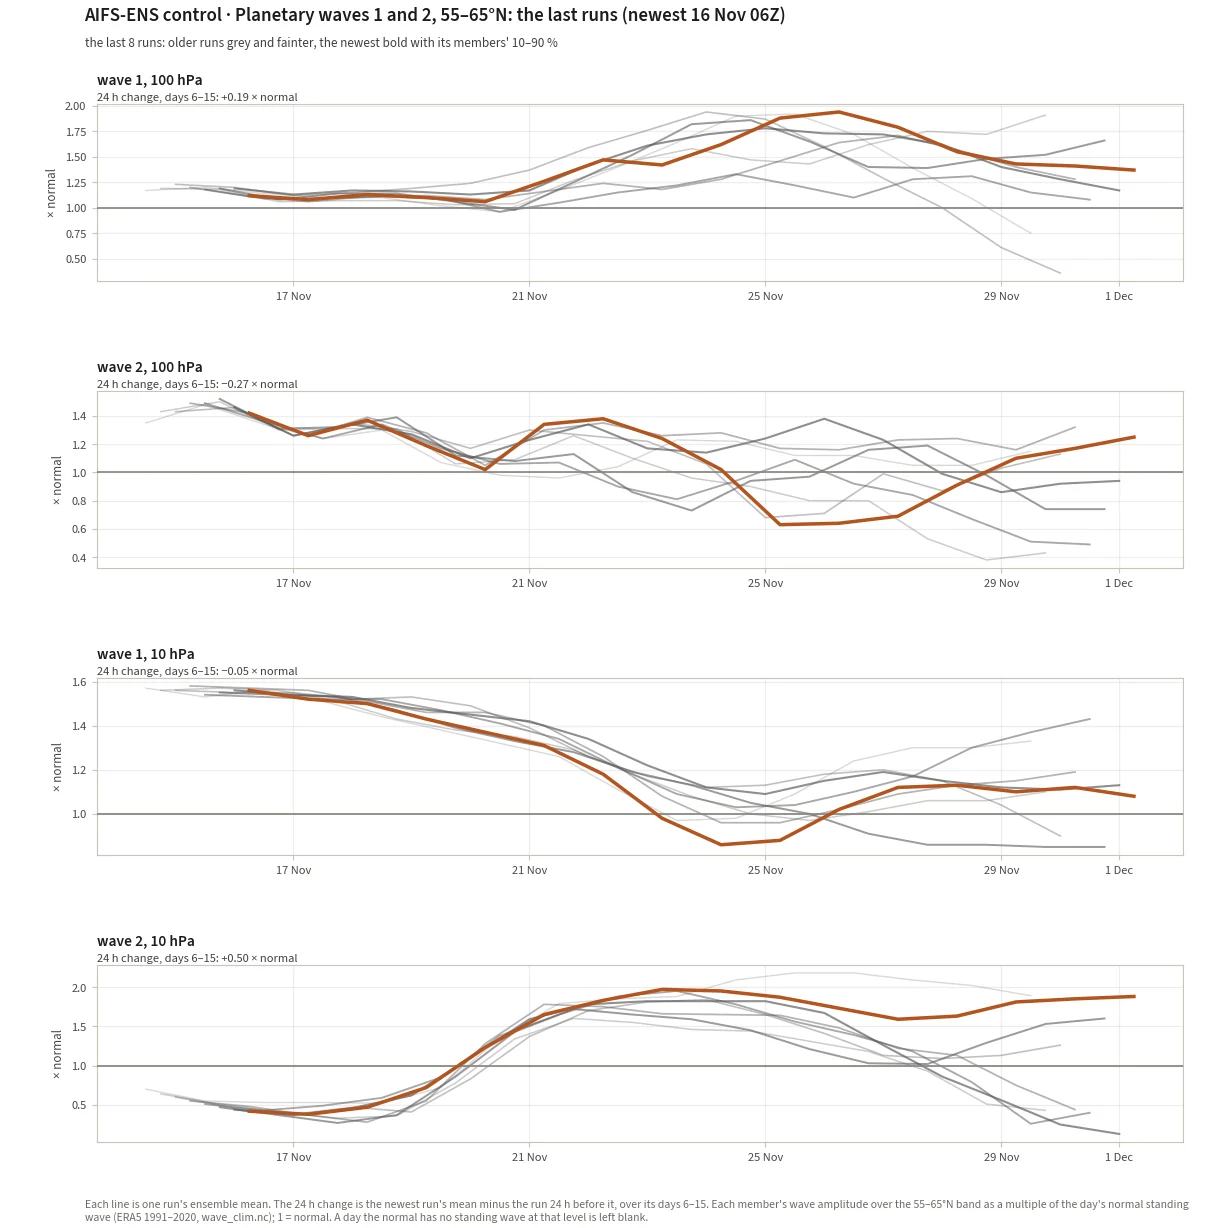 AIFS-ENS control · Planetary waves 1 and 2, 55–65°N: the last runs (newest 16 Nov 06Z)
the last 8 runs: older runs grey and fainter, the newest bold with its members' 10–90 %
wave 1, 100 hPa
24 h change, days 6–15: +0.19 × normal
2.00
1.75
1.50
1.25
1.00
0.75
0.50
× normal
17 Nov
21 Nov
25 Nov
29 Nov
1 Dec
wave 2, 100 hPa
24 h change, days 6–15: −0.27 × normal
1.4
1.2
1.0
0.8
0.6
0.4
× normal
17 Nov
21 Nov
25 Nov
29 Nov
1 Dec
wave 1, 10 hPa
24 h change, days 6–15: −0.05 × normal
1.6
1.4
1.2
1.0
× normal
17 Nov
21 Nov
25 Nov
29 Nov
1 Dec
wave 2, 10 hPa
24 h change, days 6–15: +0.50 × normal
2.0
1.5
1.0
0.5
× normal
17 Nov
21 Nov
25 Nov
29 Nov
1 Dec
Each line is one run's ensemble mean. The 24 h change is the newest run's mean minus the run 24 h before it, over its days 6–15. Each member's wave amplitude over the 55–65°N band as a multiple of the day's normal standing
wave (ERA5 1991–2020, wave_clim.nc); 1 = normal. A day the normal has no standing wave at that level is left blank.